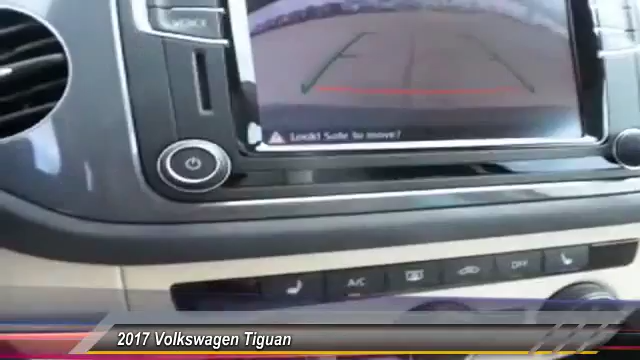 VOICE
Look! Safe to move?
A/C
OFF
2017 Volkswagen Tiguan